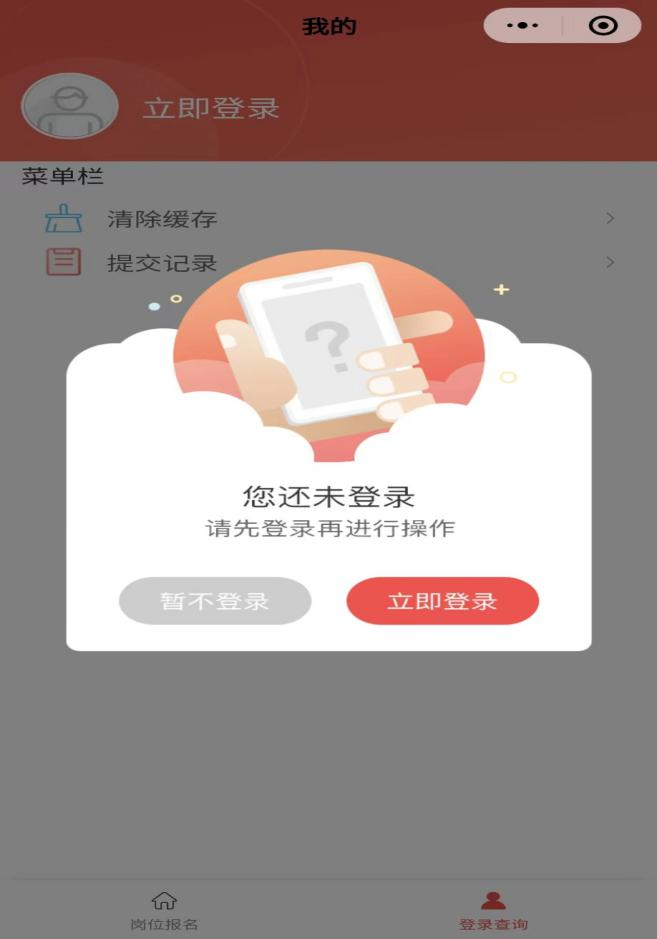 我的
立即登录
菜单栏
清除缓存
提交记录
?
您还未登录
请先登录再进行操作
暂不登录
立即登录
岗位报名
登录查询